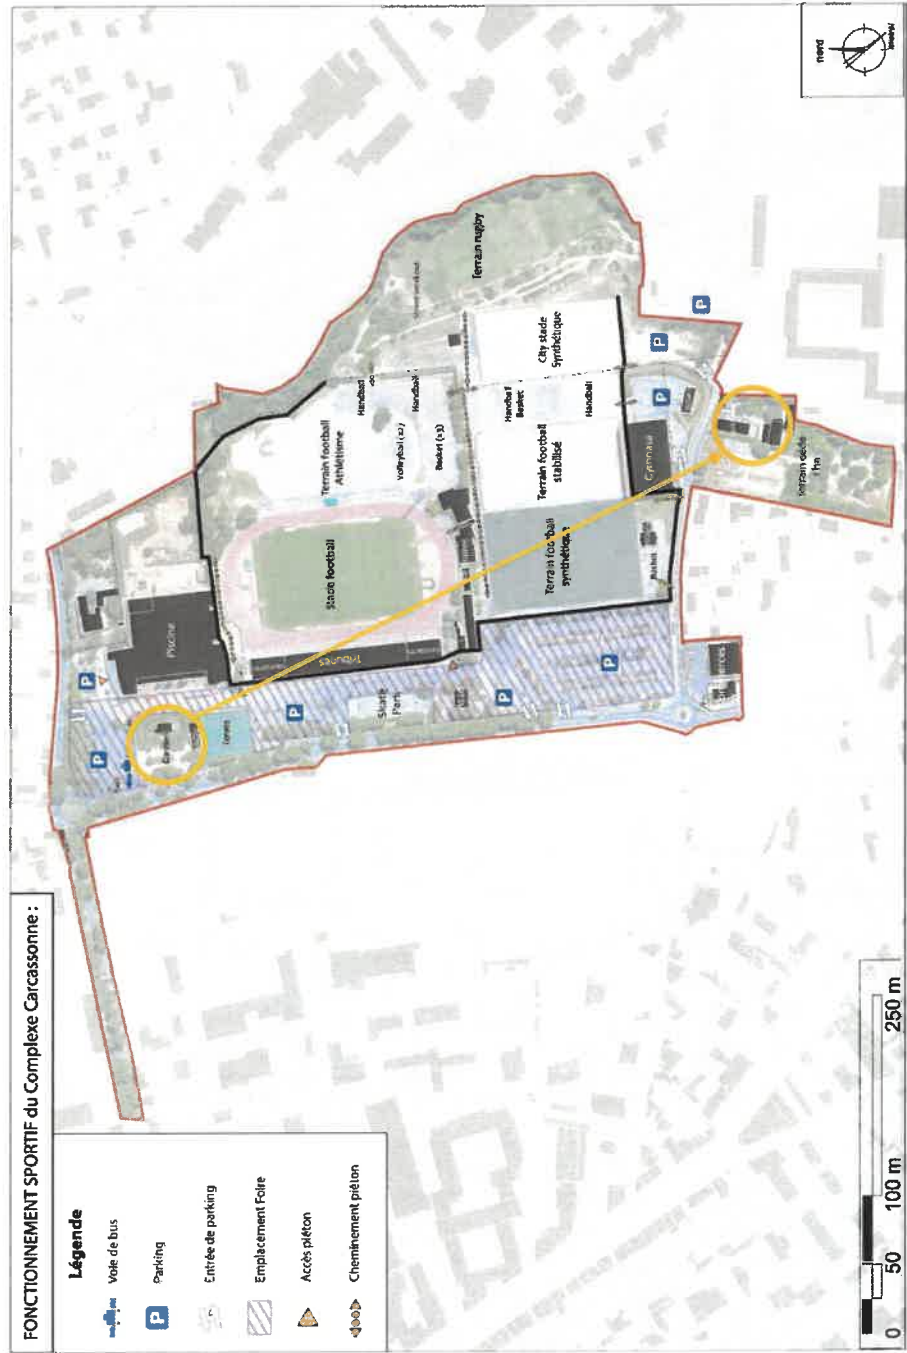 FONCTIONNEMENT SPORTIF du Complexe Carcassonne :
Légende
Voie de bus
P
Parking
Entrée de parking
Emplacement Foire
Accès piéton
Cheminement piéton
nord
P
P
Piscine
Tennis
P
Tribunes
Stade football
Terrain football
Athlétisme
Handball
Handball
Volleyball (x2)
Basket (x3)
Terrain rugby
Skate
Park
P
P
Terrain football
synthétique
Terrain football
stabilisé
Handball
Basket
Handball
City stade
Synthétique
Gymnase
P
P
P
0
50
100 m
250 m